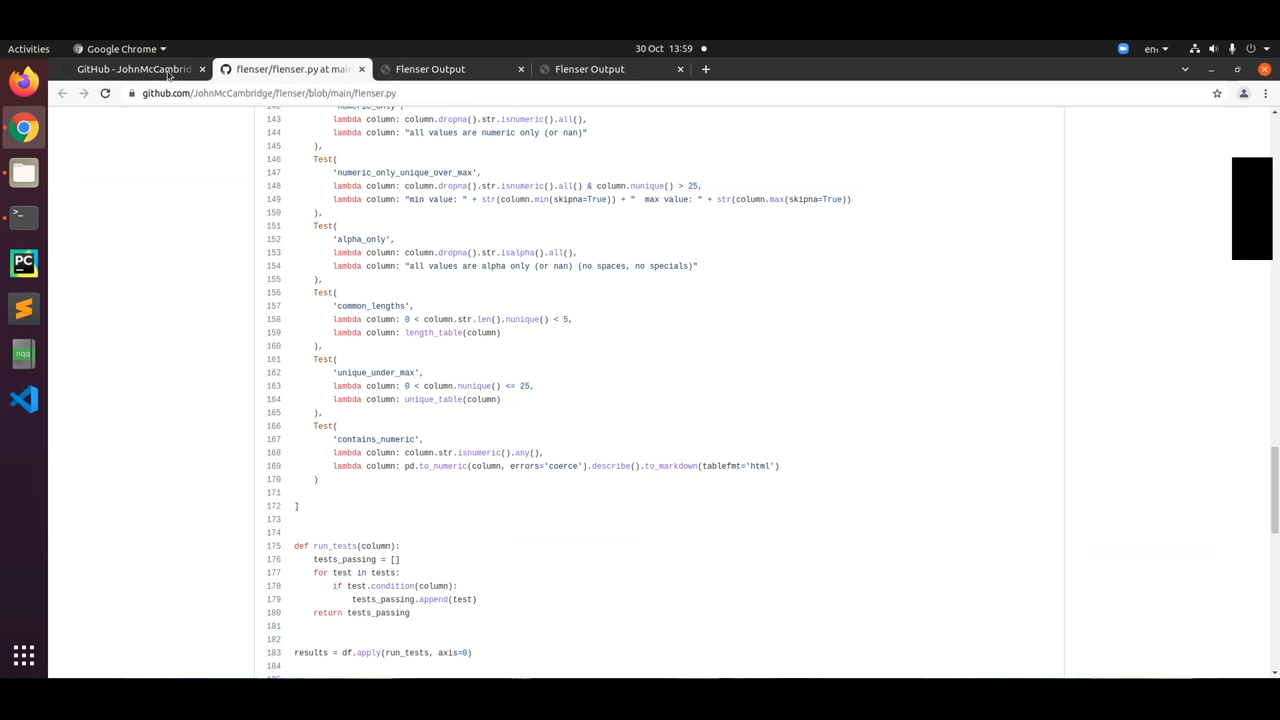 Activities
Google Chrome
30 Oct 13:59
en₁
GitHub - JohnMcCambrid
flenser/flenser.py at main
Flenser Output
Flenser Output
github.com/JohnMcCambridge/flenser/blob/main/flenser.py
142 'numeric_only',
143 lambda column: column.dropna().str.isnumeric().all(),
144 lambda column: "all values are numeric only (or nan)"
145 ),
146 Test(
147 'numeric_only_unique_over_max',
148 lambda column: column.dropna().str.isnumeric().all() & column.nunique() > 25,
149 lambda column: "min value: " + str(column.min(skipna=True)) + "  max value: " + str(column.max(skipna=True))
150 ),
151 Test(
152 'alpha_only',
153 lambda column: column.dropna().str.isalpha().all(),
154 lambda column: "all values are alpha only (or nan) (no spaces, no specials)"
155 ),
156 Test(
157 'common_lengths',
158 lambda column: 0 < column.str.len().nunique() < 5,
159 lambda column: length_table(column)
160 ),
161 Test(
162 'unique_under_max',
163 lambda column: 0 < column.nunique() <= 25,
164 lambda column: unique_table(column)
165 ),
166 Test(
167 'contains_numeric',
168 lambda column: column.str.isnumeric().any(),
169 lambda column: pd.to_numeric(column, errors='coerce').describe().to_markdown(tablefmt='html')
170 )
171
172 ]
173
174
175 def run_tests(column):
176 tests_passing = []
177 for test in tests:
178 if test.condition(column):
179 tests_passing.append(test)
180 return tests_passing
181
182
183 results = df.apply(run_tests, axis=0)
184
PC
nqq